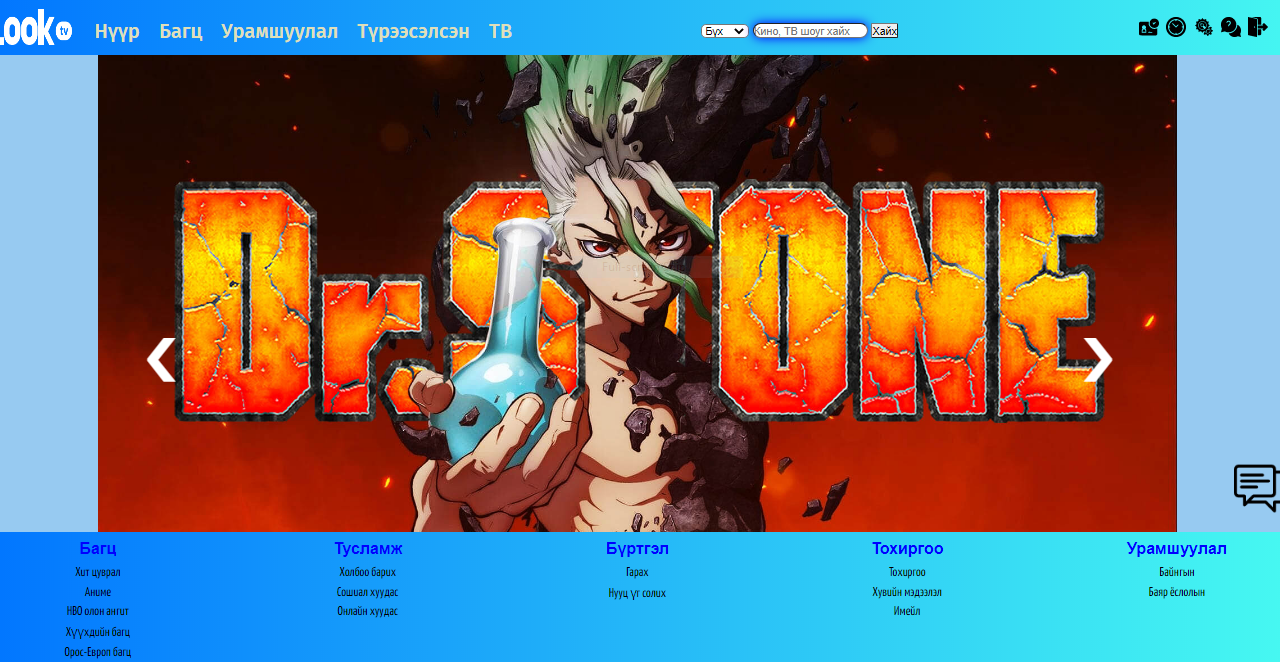 LOOK tv
Нүүр Багц Урамшуулал Түрээсэлсэн ТВ
Бүх Кино, ТВ шоуг хайх Хайх
Dr.STONE
Багц Тусламж Бүртгэл Тохиргоо Урамшуулал
Хит цуврал Холбоо барих Гарах Тохиргоо Байнгын
Аниме Сошиал хуудас Нууц үг солих Хувийн мэдээлэл Баяр ёслолын
HBO олон ангит Онлайн хуудас Имейл
Хүүхдийн багц
Орос-Европ багц